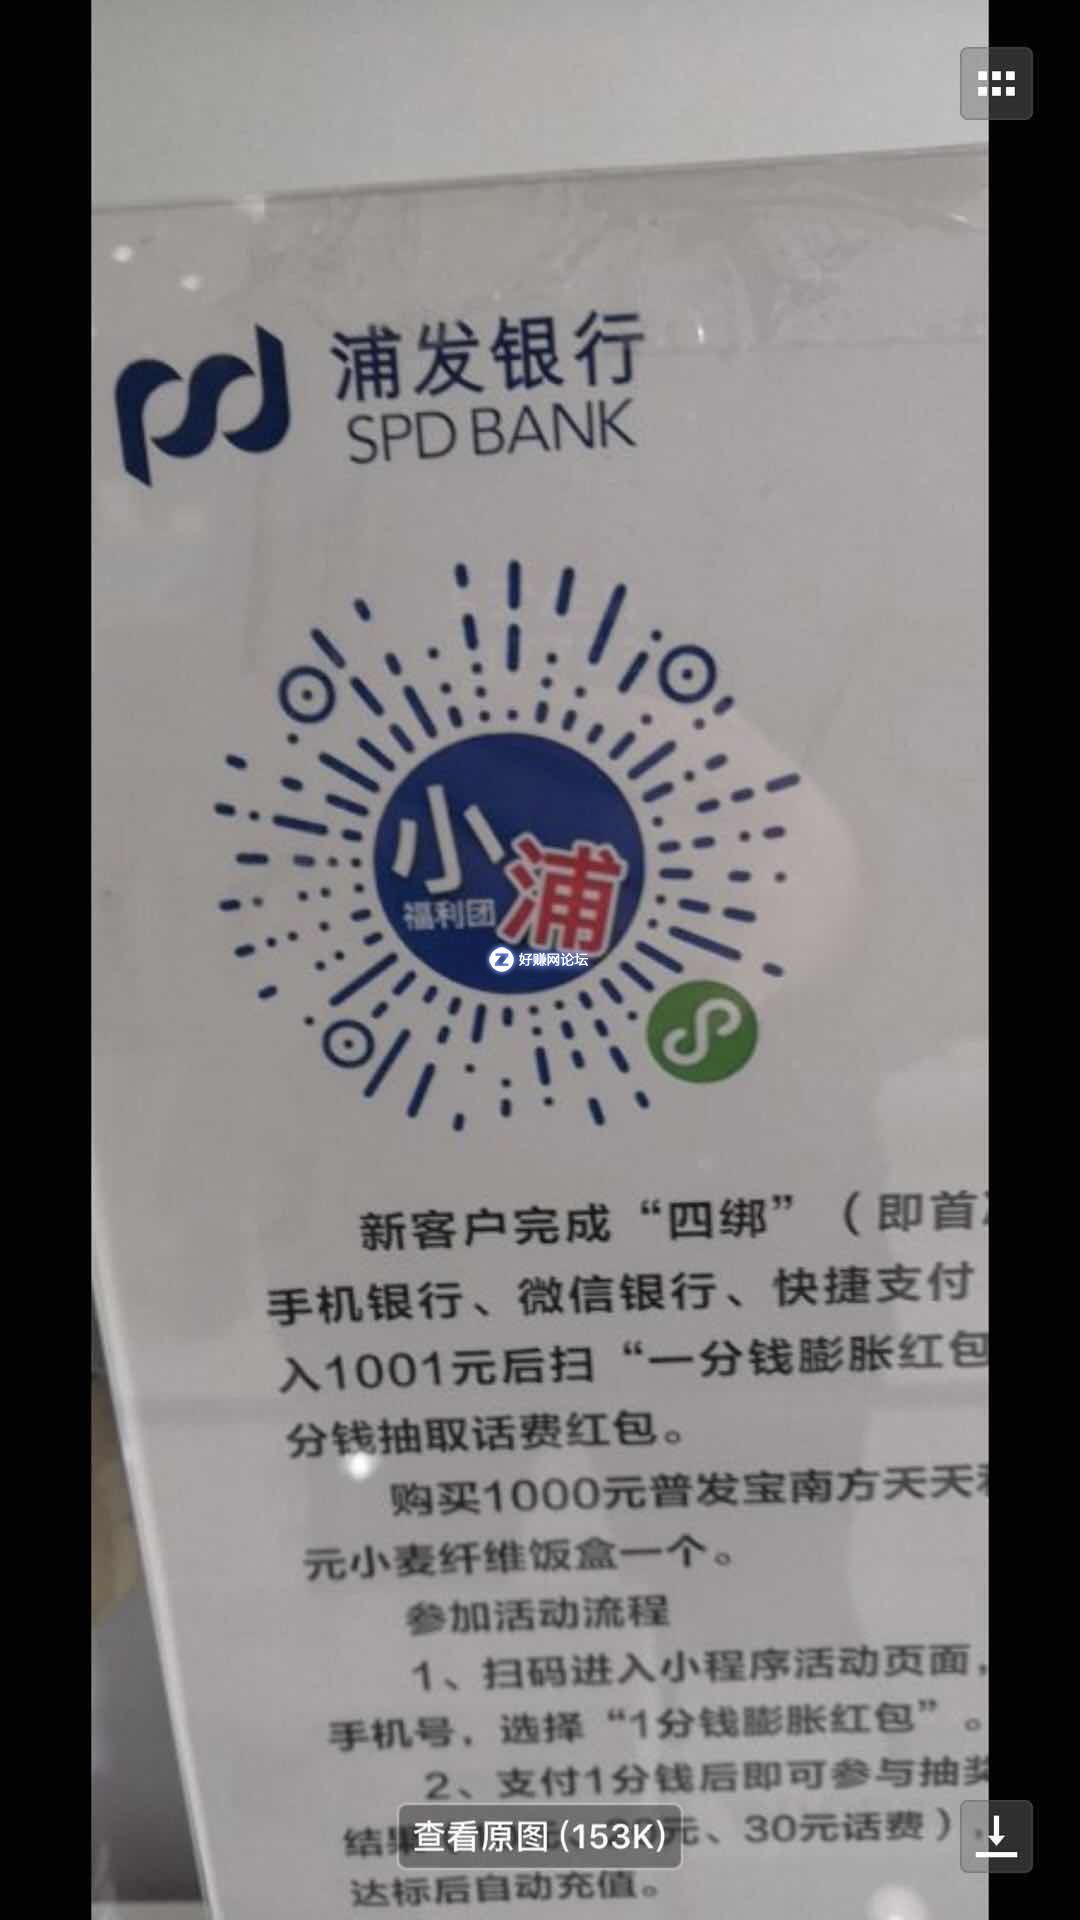 浦发银行
SPD BANK
小
浦
福利团
好赚网论坛
新客户完成“四绑”（即首
手机银行、微信银行、快捷支付
入1001元后扫“一分钱膨胀红包
分钱抽取话费红包。
购买1000元普发宝南方天天
元小麦纤维饭盒一个。
参加活动流程
1、扫码进入小程序活动页面，
手机号，选择“1分钱膨胀红包”。
2、支付1分钱后即可参与抽奖
结果
元、30元话费），
查看原图 (153K)
达标后自动充值。